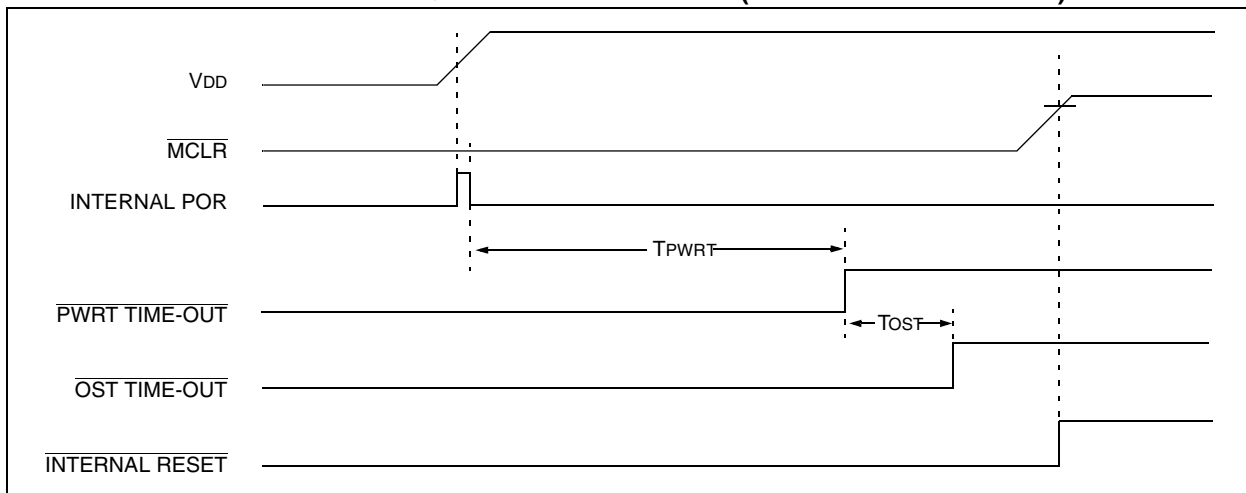 VDD
MCLR
INTERNAL POR
TPWRT
PWRT TIME-OUT
TOST
OST TIME-OUT
INTERNAL RESET